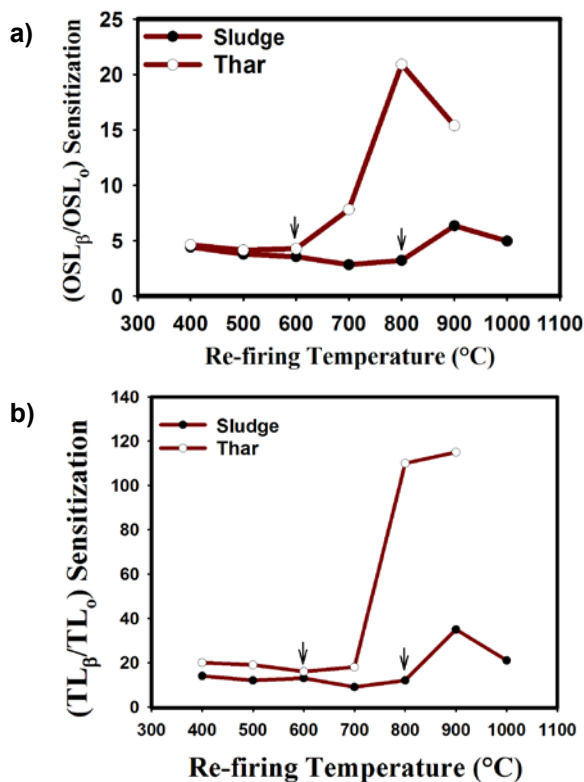 a)
Sludge
Thar
(OSLβ/OSLo) Sensitization
25
20
15
10
5
0
300 400 500 600 700 800 900 1000 1100
Re-firing Temperature (°C)
b)
Sludge
Thar
(TLβ/TLo) Sensitization
140
120
100
80
60
40
20
0
300 400 500 600 700 800 900 1000 1100
Re-firing Temperature (°C)